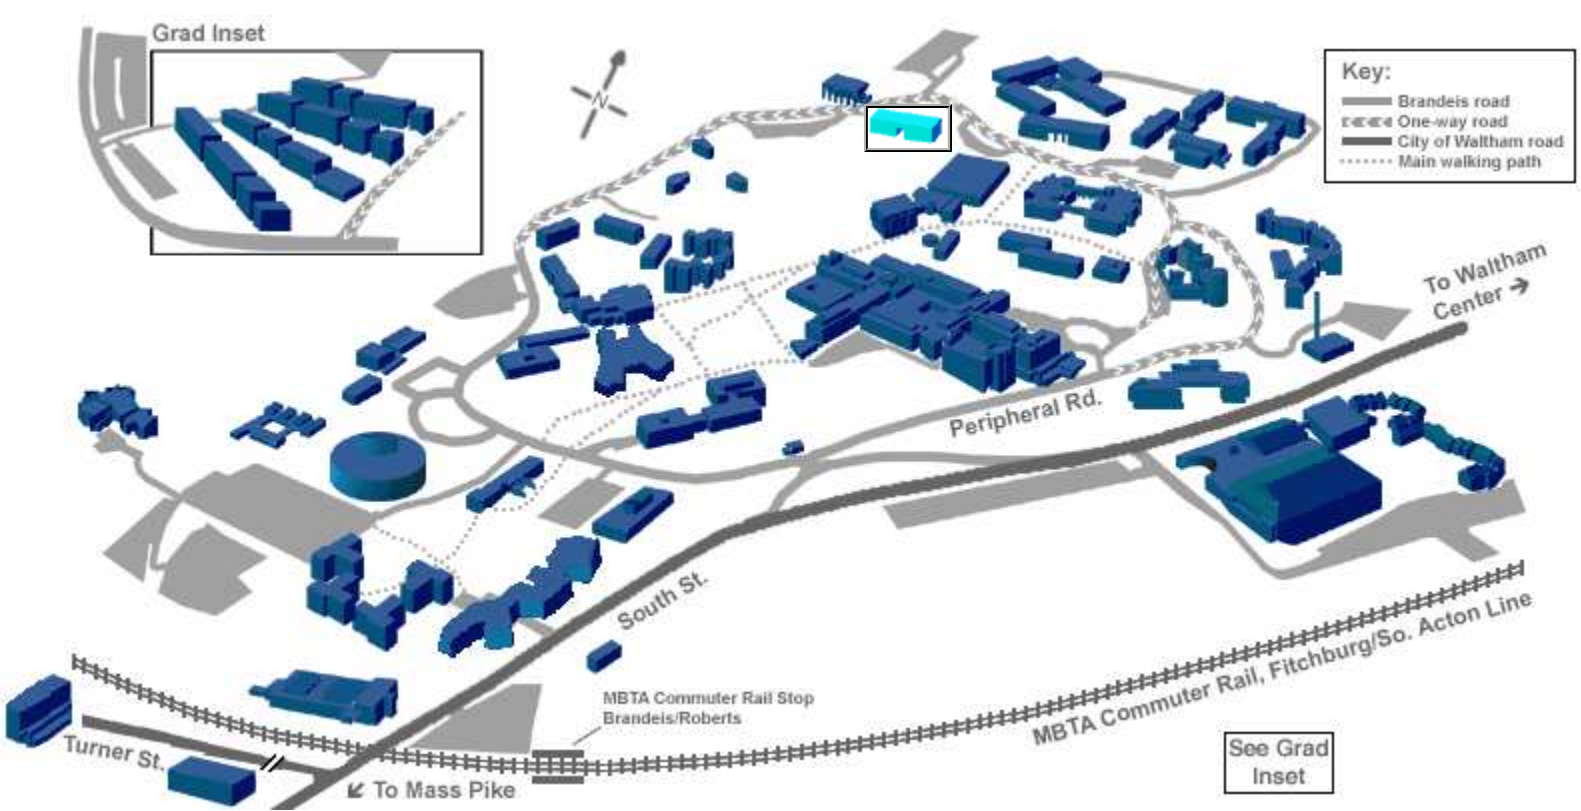 Grad Inset
N
Key:
Brandeis road
One-way road
City of Waltham road
Main walking path
To Waltham
Center →
Peripheral Rd.
South St.
MBTA Commuter Rail Stop
Brandeis/Roberts
MBTA Commuter Rail, Fitchburg/So. Acton Line
Turner St.
↙ To Mass Pike
See Grad
Inset